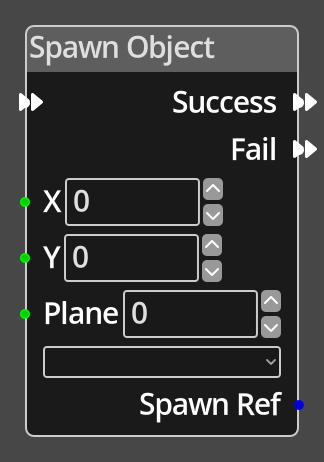 Spawn Object
Success
Fail
X 0
Y 0
Plane 0
Spawn Ref